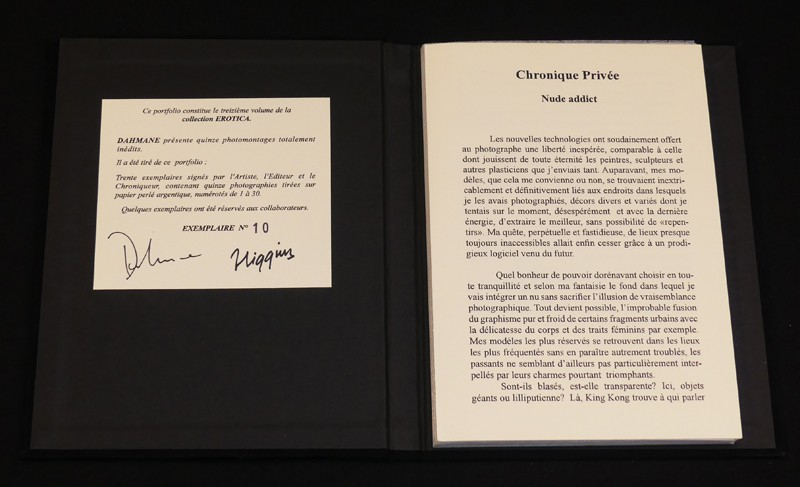 Ce portfolio constitue le treizième volume de la
collection EROTICA.
DAHMANE présente quinze photomontages totalement
inédits.
Il a été tiré de ce portfolio :
Trente exemplaires signés par l'Artiste, l'Editeur et le
Chroniqueur, contenant quinze photographies tirées sur
papier perlé argentique, numérotés de 1 à 30.
Quelques exemplaires ont été réservés aux collaborateurs.
EXEMPLAIRE N° 10
Dahmane Higgins
Chronique Privée
Nude addict
Les nouvelles technologies ont soudainement offert
au photographe une liberté inespérée, comparable à celle
dont jouissent de toute éternité les peintres, sculpteurs et
autres plasticiens que j'enviais tant. Auparavant, mes mo-
dèles, que cela me convienne ou non, se trouvaient inextri-
cablement et définitivement liés aux endroits dans lesquels
je les avais photographiés, décors divers et variés dont je
tentais sur le moment, désespérément et avec la dernière
énergie, d'extraire le meilleur, sans possibilité de «repen-
tirs». Ma quête, perpétuelle et fastidieuse, de lieux presque
toujours inaccessibles allait enfin cesser grâce à un prodi-
gieux logiciel venu du futur.
Quel bonheur de pouvoir dorénavant choisir en tou-
te tranquillité et selon ma fantaisie le fond dans lequel je
vais intégrer un nu sans sacrifier l'illusion de vraisemblance
photographique. Tout devient possible, l'improbable fusion
du graphisme pur et froid de certains fragments urbains avec
la délicatesse du corps et des traits féminins par exemple.
Mes modèles les plus réservés se retrouvent dans les lieux
les plus fréquentés sans en paraître autrement troublés, les
passants ne semblant d'ailleurs pas particulièrement inter-
pellés par leurs charmes pourtant triomphants.
Sont-ils blasés, est-elle transparente? Ici, objets
géants ou lilliputienne? Là, King Kong trouve à qui parler